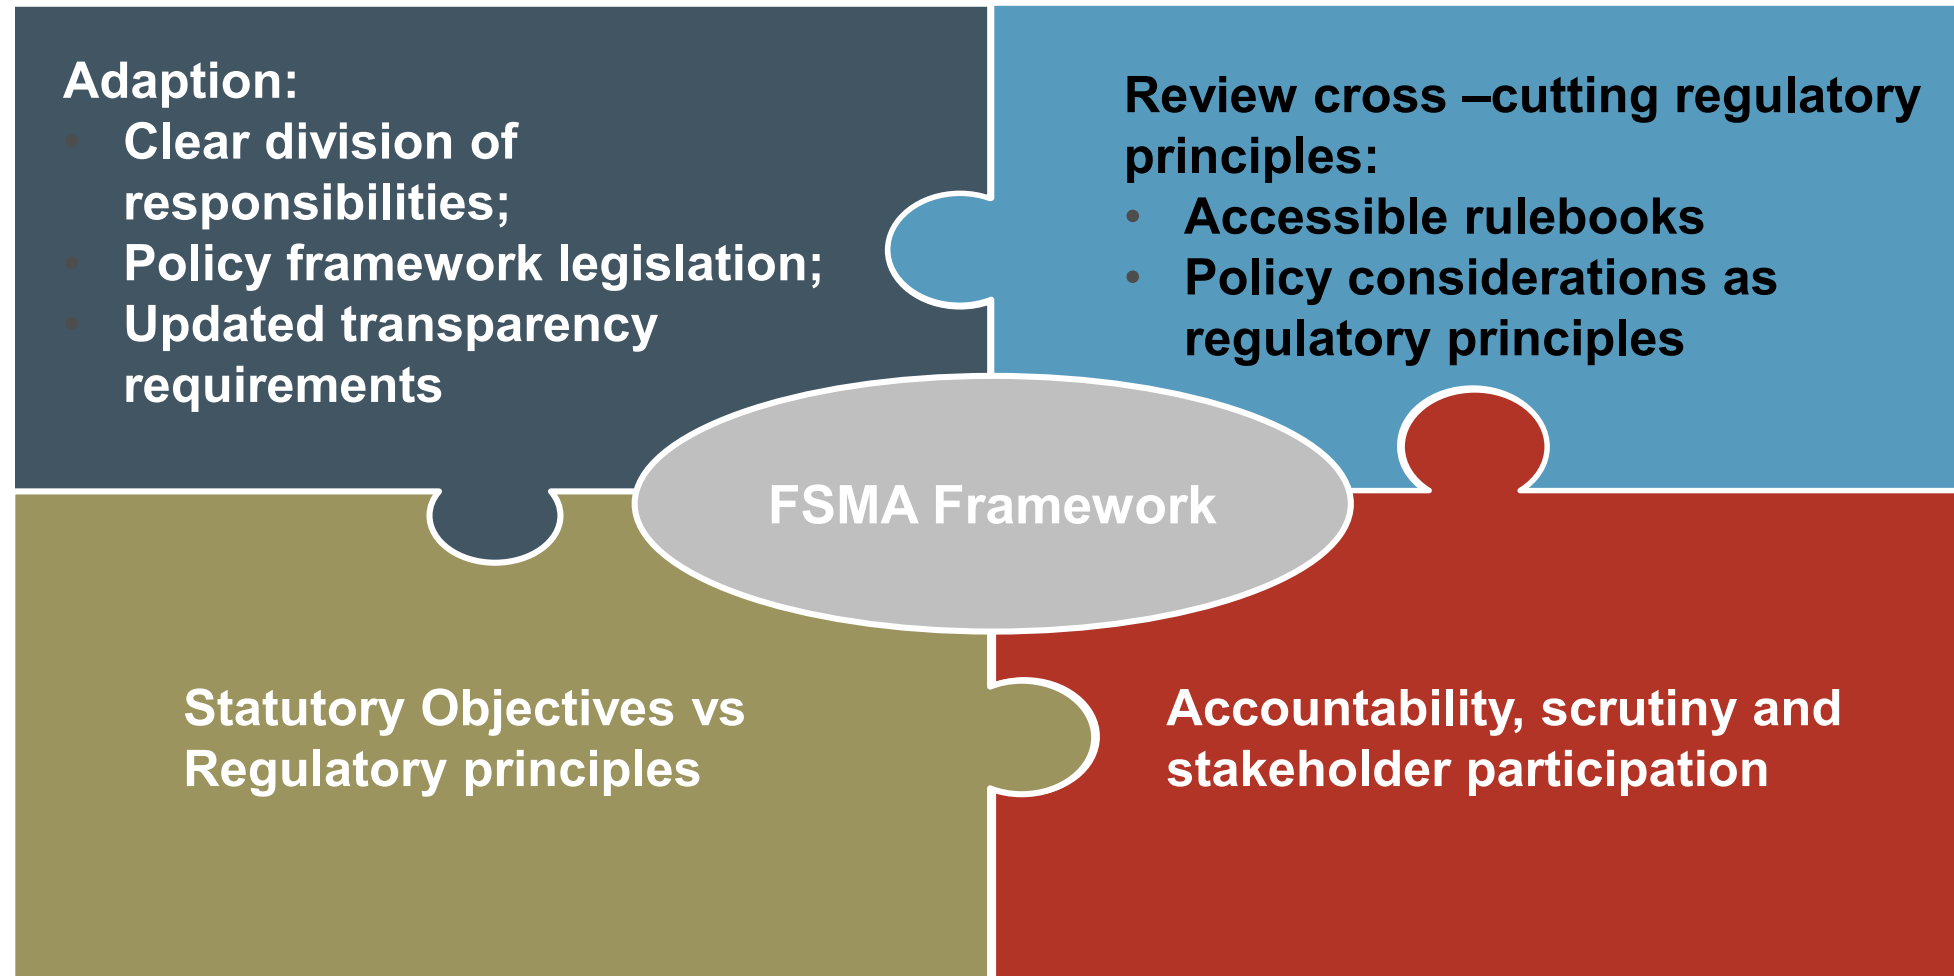 Adaption:
• Clear division of
responsibilities;
• Policy framework legislation;
• Updated transparency
requirements
Review cross –cutting regulatory
principles:
• Accessible rulebooks
• Policy considerations as
regulatory principles
FSMA Framework
Statutory Objectives vs
Regulatory principles
Accountability, scrutiny and
stakeholder participation